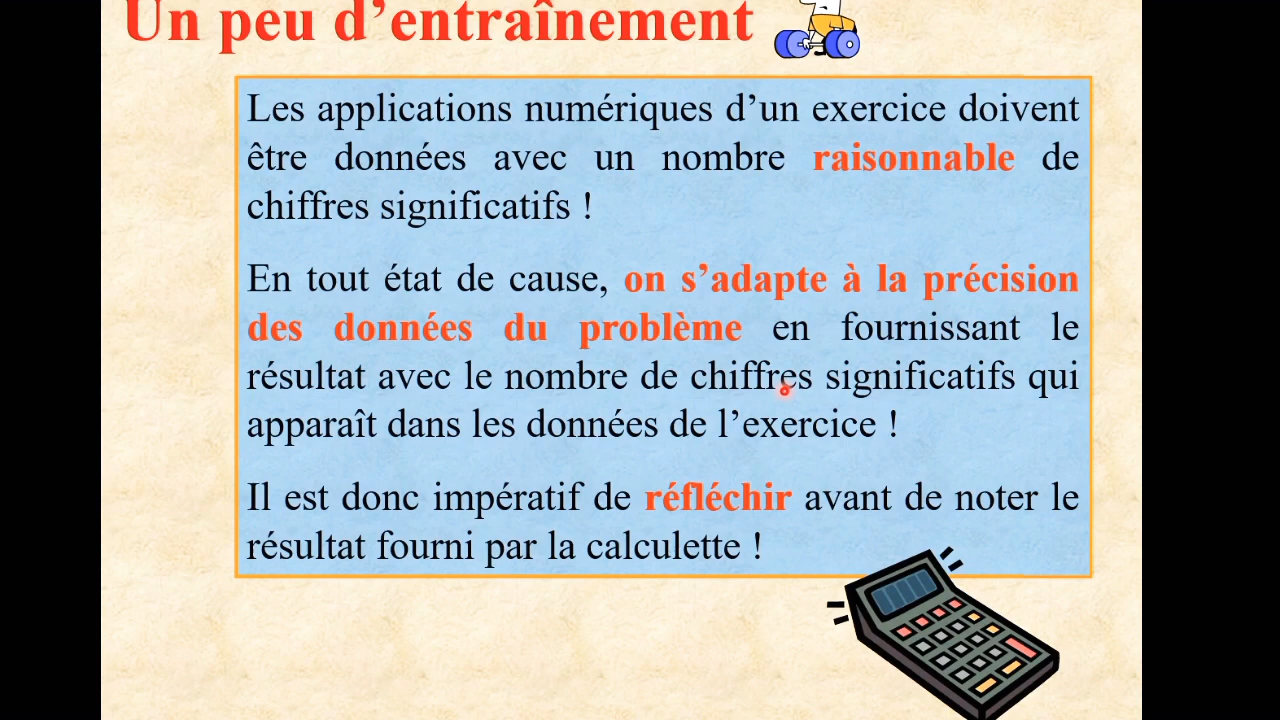 Un peu d’entraînement
Les applications numériques d’un exercice doivent
être données avec un nombre raisonnable de
chiffres significatifs !
En tout état de cause, on s’adapte à la précision
des données du problème en fournissant le
résultat avec le nombre de chiffres significatifs qui
apparaît dans les données de l’exercice !
Il est donc impératif de réfléchir avant de noter le
résultat fourni par la calculette !